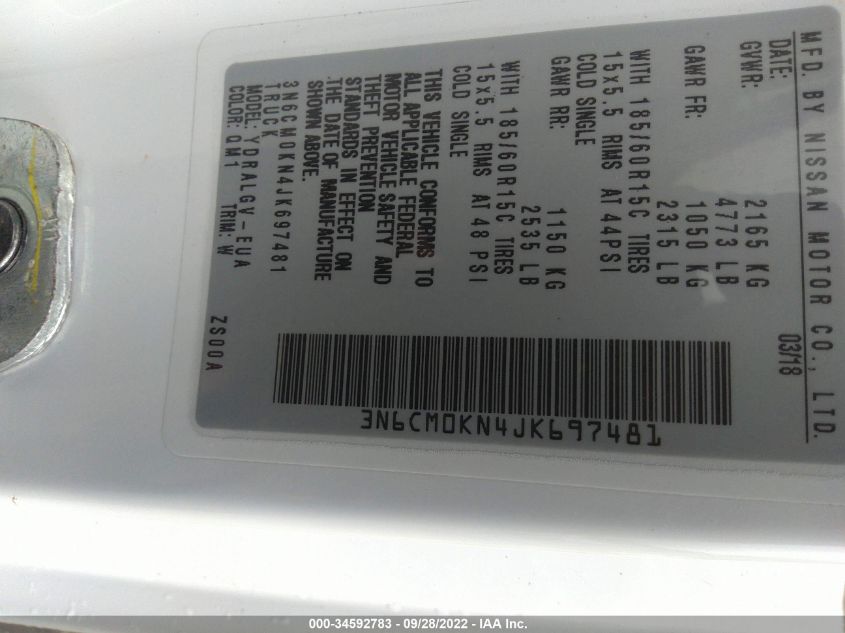 MFD. BY NISSAN MOTOR CO., LTD.
DATE: 03/18
GVWR: 2165 KG
4773 LB
GAWR FR: 1050 KG
2315 LB
WITH 185/60R15C TIRES
15x5.5 RIMS AT 44PSI
COLD SINGLE
GAWR RR: 1150 KG
2535 LB
WITH 185/60R15C TIRES
15x5.5 RIMS AT 48 PSI
COLD SINGLE
THIS VEHICLE CONFORMS TO
ALL APPLICABLE FEDERAL
MOTOR VEHICLE SAFETY AND
THEFT PREVENTION
STANDARDS IN EFFECT ON
.THE DATE OF MANUFACTURE
SHOWN ABOVE.
3N6CM0KN4JK697481
TRUCK
MODEL: YDRALGV-EUA
COLOR: QM1 TRIM: W ZS00A
3N6CM0KN4JK697481
000-34592783 - 09/28/2022 - IAA Inc.